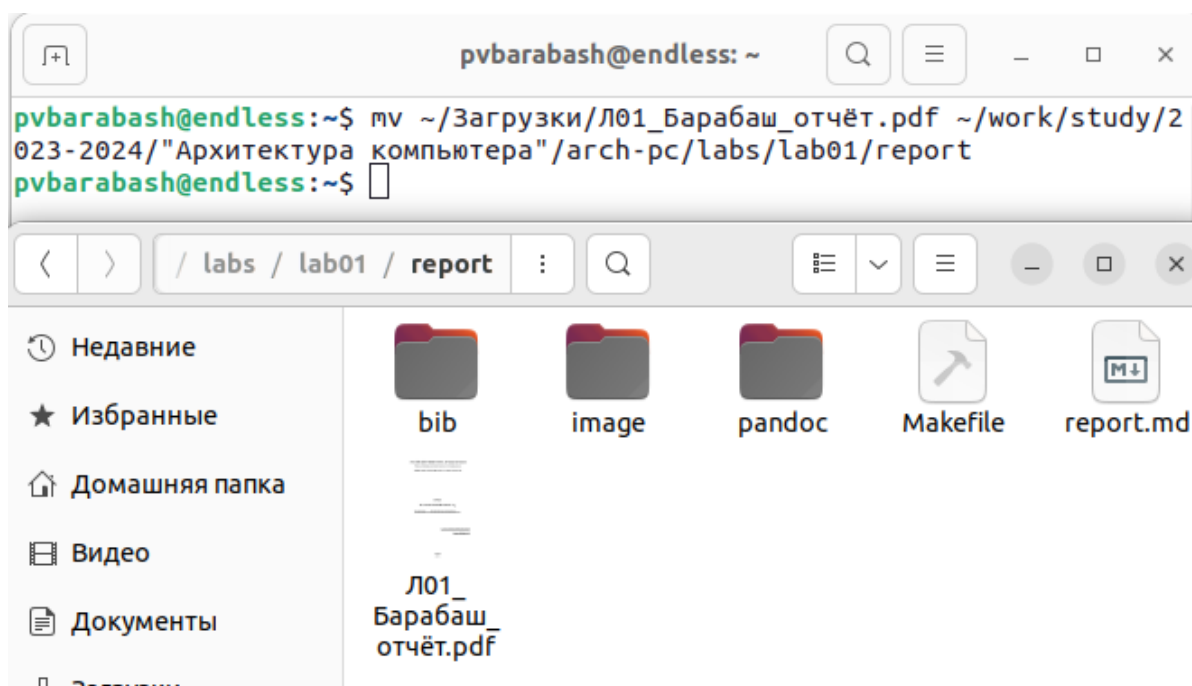 pvbarabash@endless: ~
pvbarabash@endless:~$ mv ~/Загрузки/Л01_Барабаш_отчёт.pdf ~/work/study/2
023-2024/"Архитектура компьютера"/arch-pc/labs/lab01/report
pvbarabash@endless:~$
/ labs / lab01 / report
Недавние
Избранные
Домашняя папка
Видео
Документы
bib
image
pandoc
Makefile
report.md
Л01_
Барабаш_
отчёт.pdf